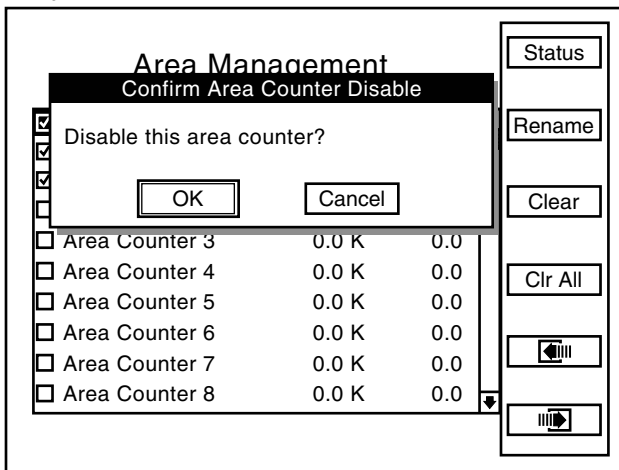 Area Management
Confirm Area Counter Disable
Disable this area counter?
OK
Cancel
Area Counter 3 0.0 K 0.0
Area Counter 4 0.0 K 0.0
Area Counter 5 0.0 K 0.0
Area Counter 6 0.0 K 0.0
Area Counter 7 0.0 K 0.0
Area Counter 8 0.0 K 0.0
Status
Rename
Clear
Clr All